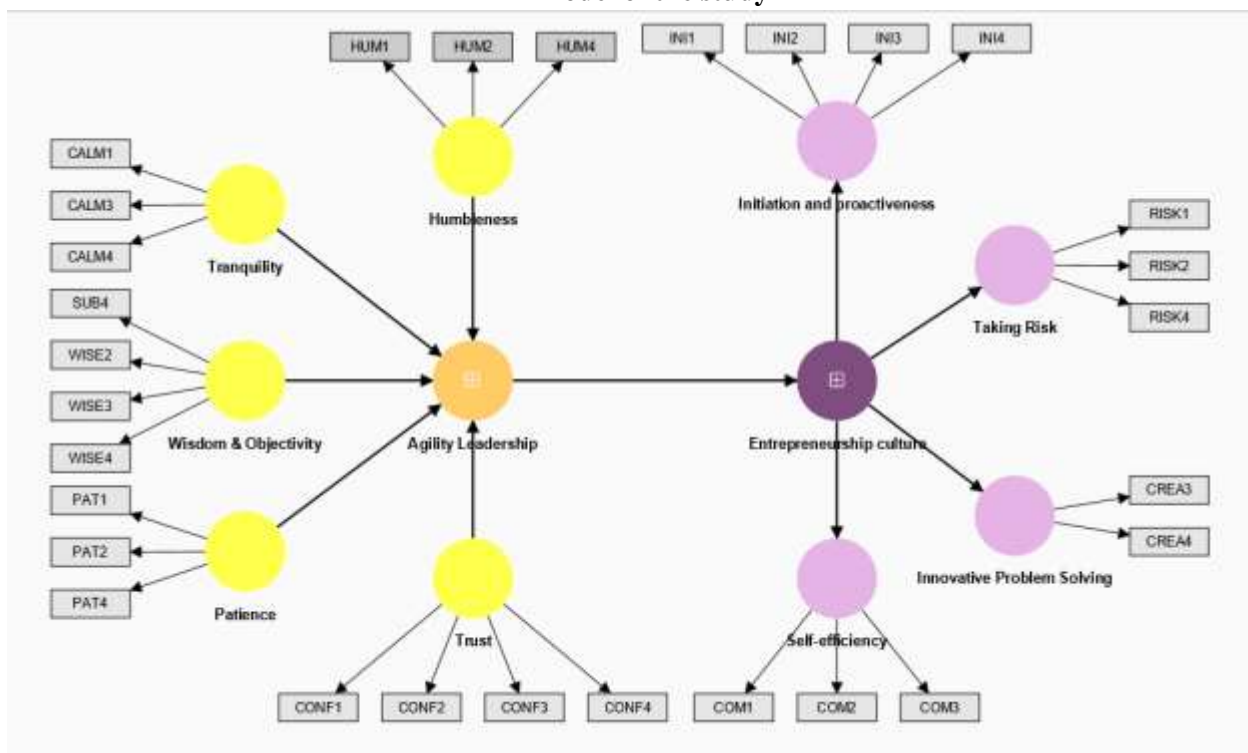 HUM1 HUM2 HUM4
INI1 INI2 INI3 INI4
CALM1
CALM3
CALM4
Tranquility
Humbleness
Initiation and proactiveness
RISK1
RISK2
RISK4
Taking Risk
SUB4
WISE2
WISE3
WISE4
Wisdom & Objectivity
Agility Leadership
Entrepreneurship culture
PAT1
PAT2
PAT4
Patience
Trust
Self-efficiency
CREA3
CREA4
Innovative Problem Solving
CONF1 CONF2 CONF3 CONF4
COM1 COM2 COM3